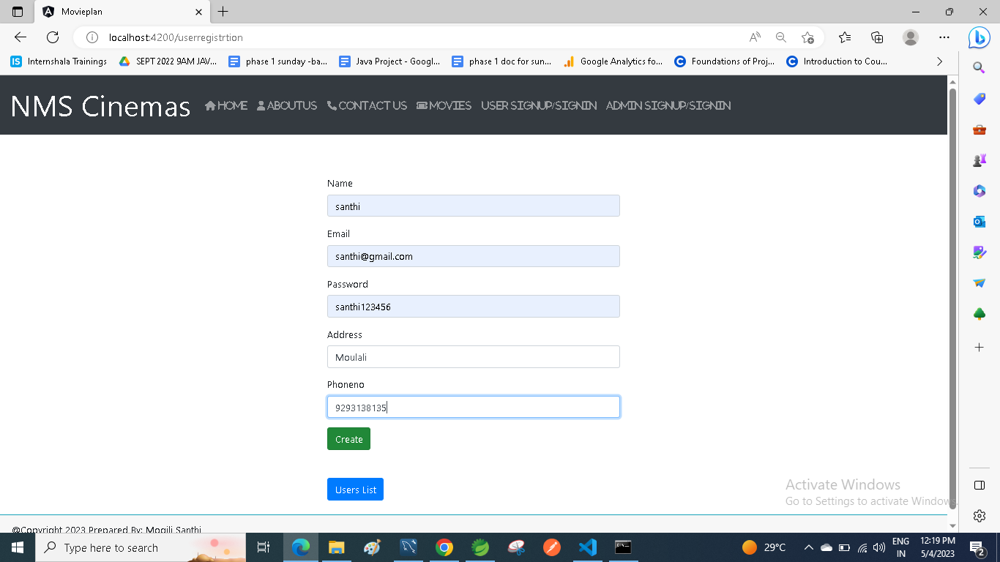 Movieplan
localhost:4200/userregistrtion
Internshala Trainings SEPT 2022 9AM JAV... phase 1 sunday -ba... Java Project - Googl... phase 1 doc for sun... Google Analytics fo... Foundations of Proj... Introduction to Cou...
NMS Cinemas HOME ABOUTUS CONTACT US MOVIES USER SIGNUP/SIGNIN ADMIN SIGNUP/SIGNIN
Name
santhi
Email
santhi@gmail.com
Password
santhi123456
Address
Moulali
Phoneno
9293138135
Create
Users List
Activate Windows
Go to Settings to activate Windows.
@Copyright 2023 Prepared By: Mogili Santhi
Type here to search 29°C ENG 12:19 PM
IN 5/4/2023 2